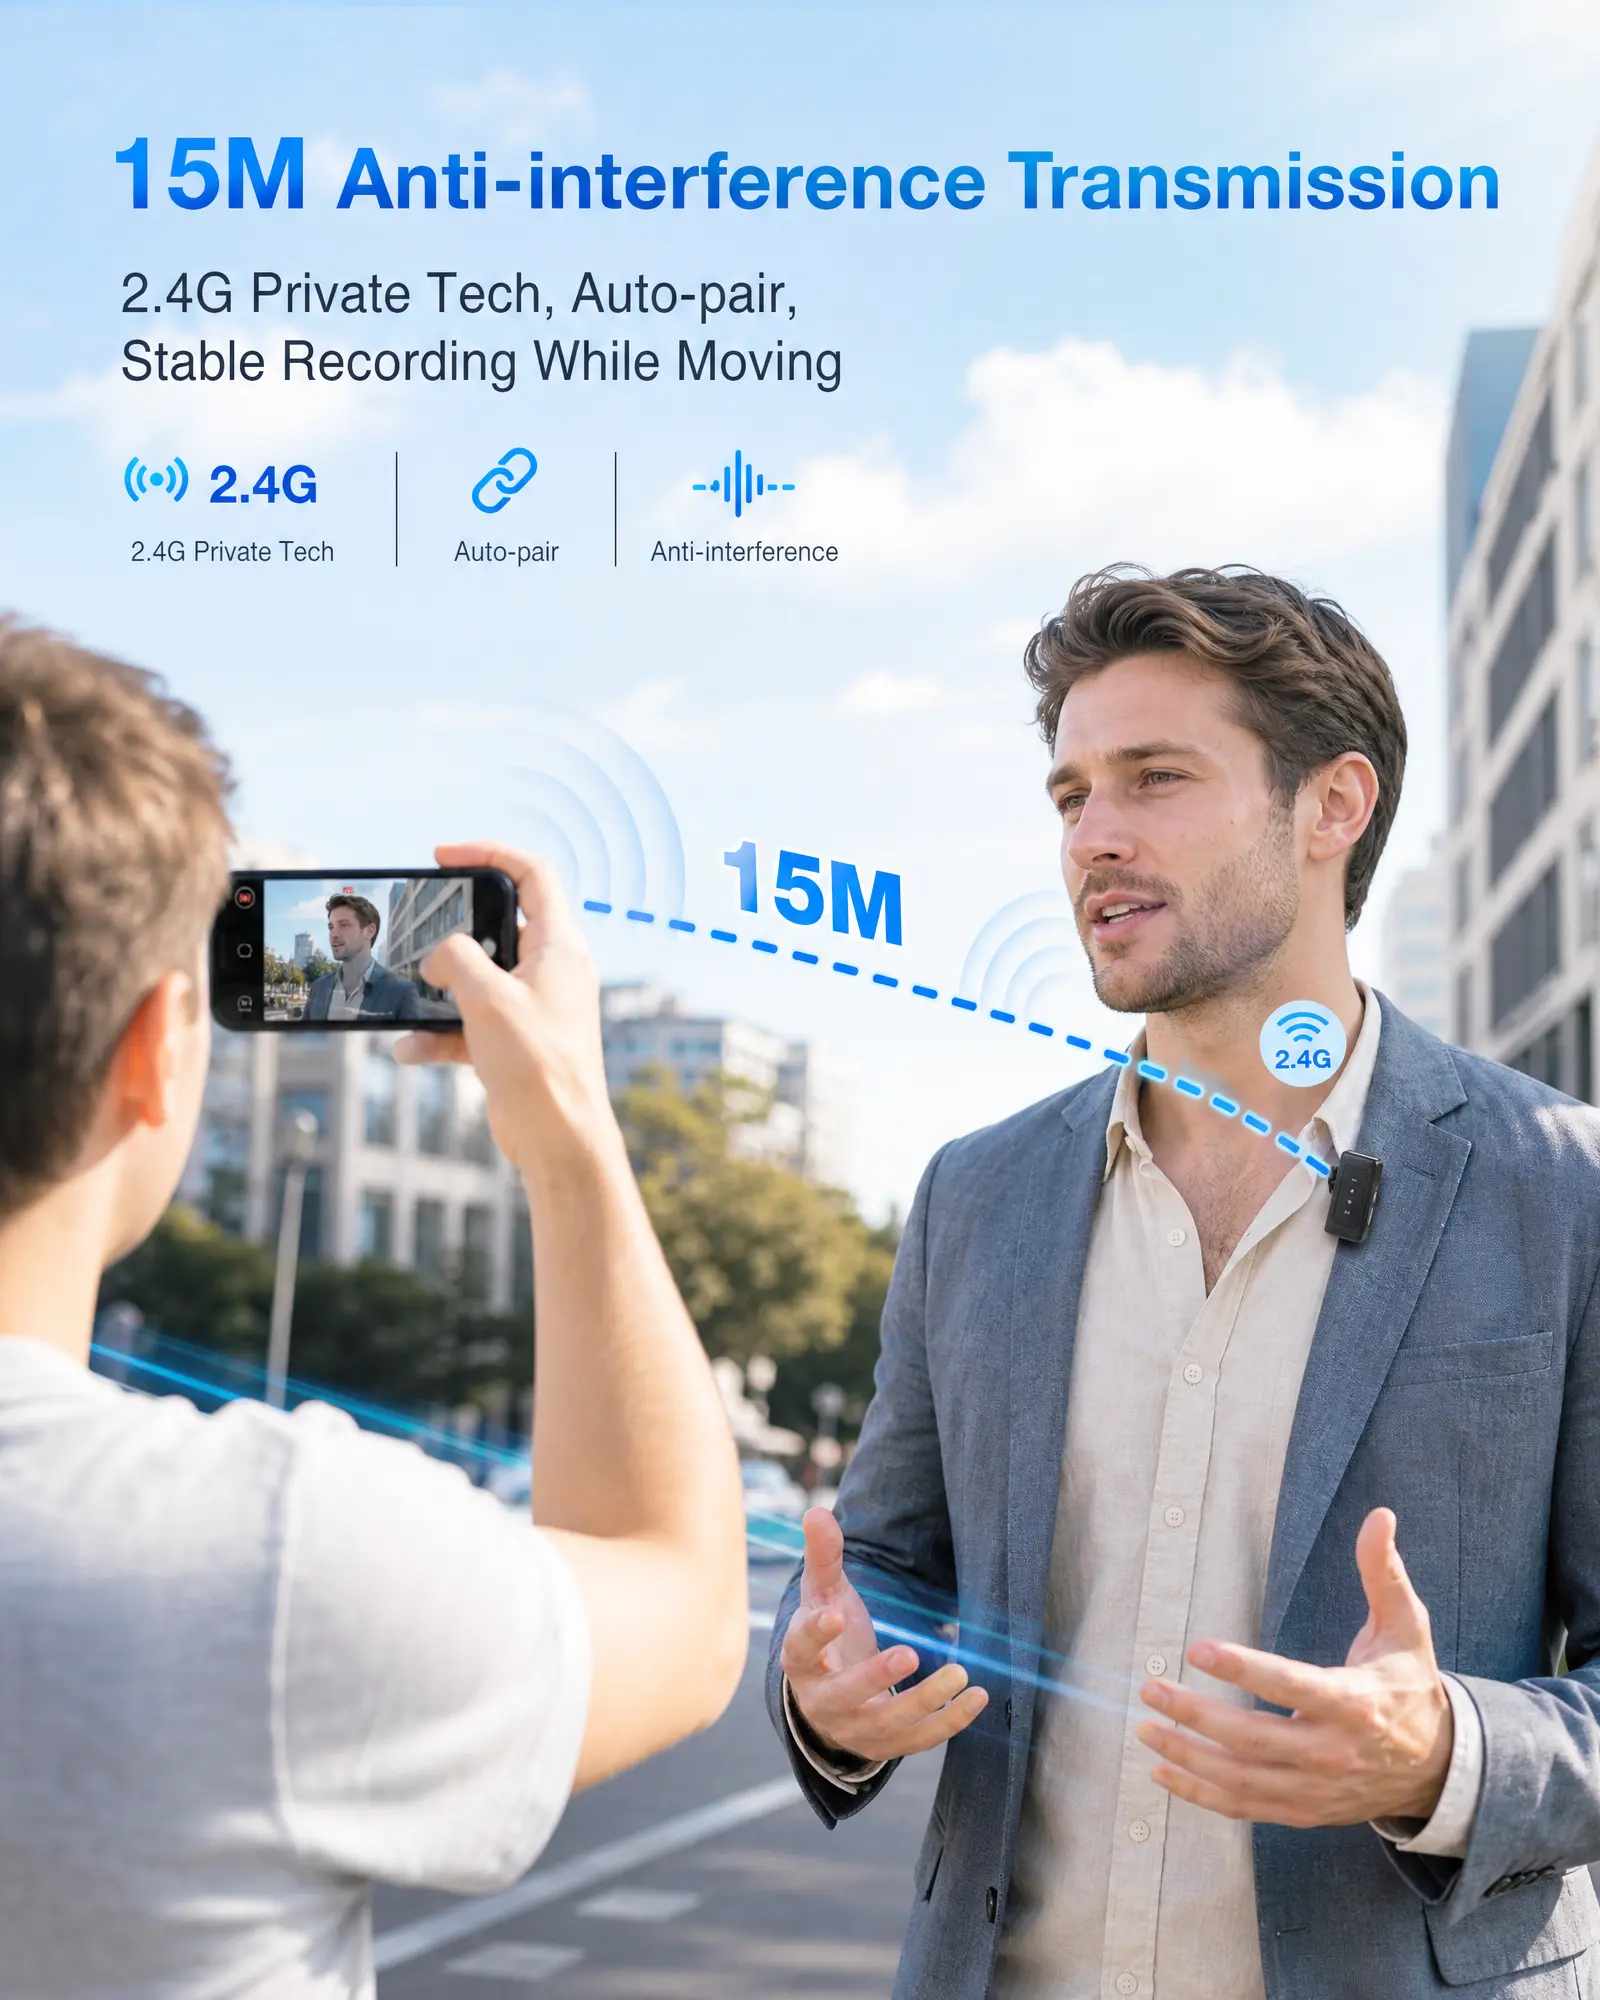 15M Anti-interference Transmission
2.4G Private Tech, Auto-pair,
Stable Recording While Moving
2.4G
2.4G Private Tech
Auto-pair
Anti-interference
15M
2.4G